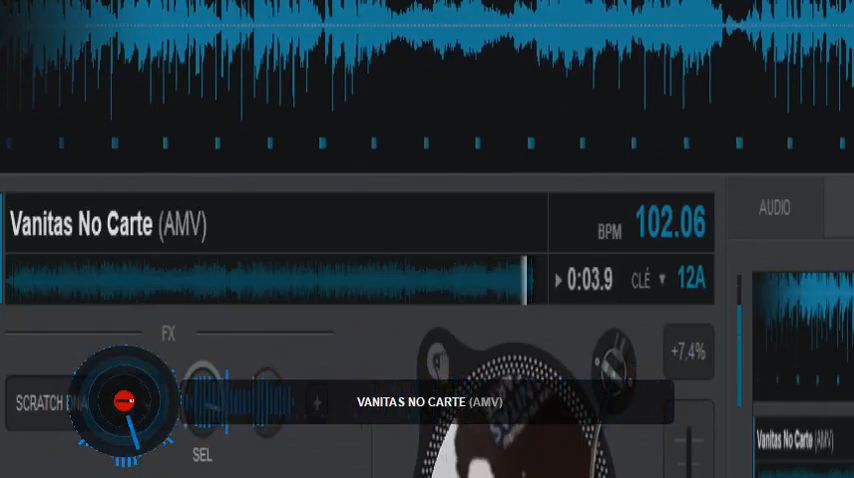 Vanitas No Carte (AMV)
BPM 102.06
0:03.9 CLÉ 12A
AUDIO
FX
+7.4%
SCRATCH
VANITAS NO CARTE (AMV)
SEL
Vanitas No Carte (AMV)